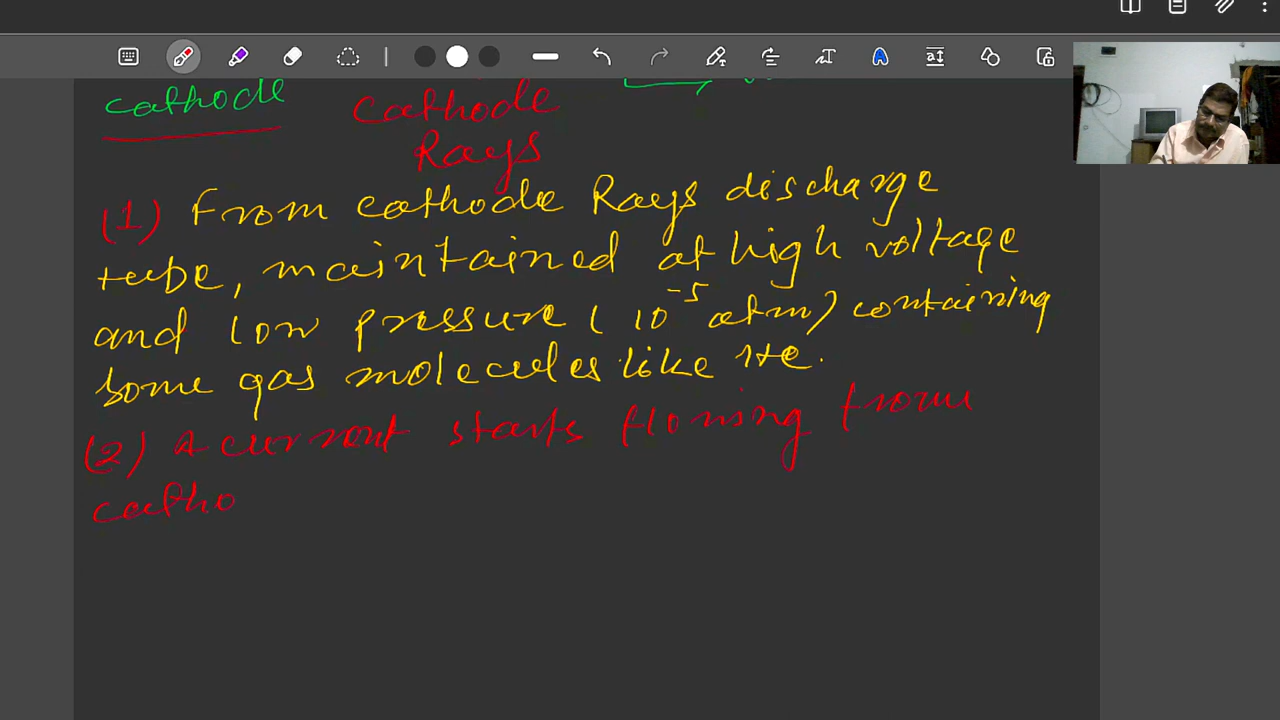 cathode
Cathode
Rays
(1) From cathode Rays discharge
tube, maintained at high voltage
and low pressure (10⁻⁵ atm) containing
some gas molecules like He.
(2) A current starts flowing from
catho